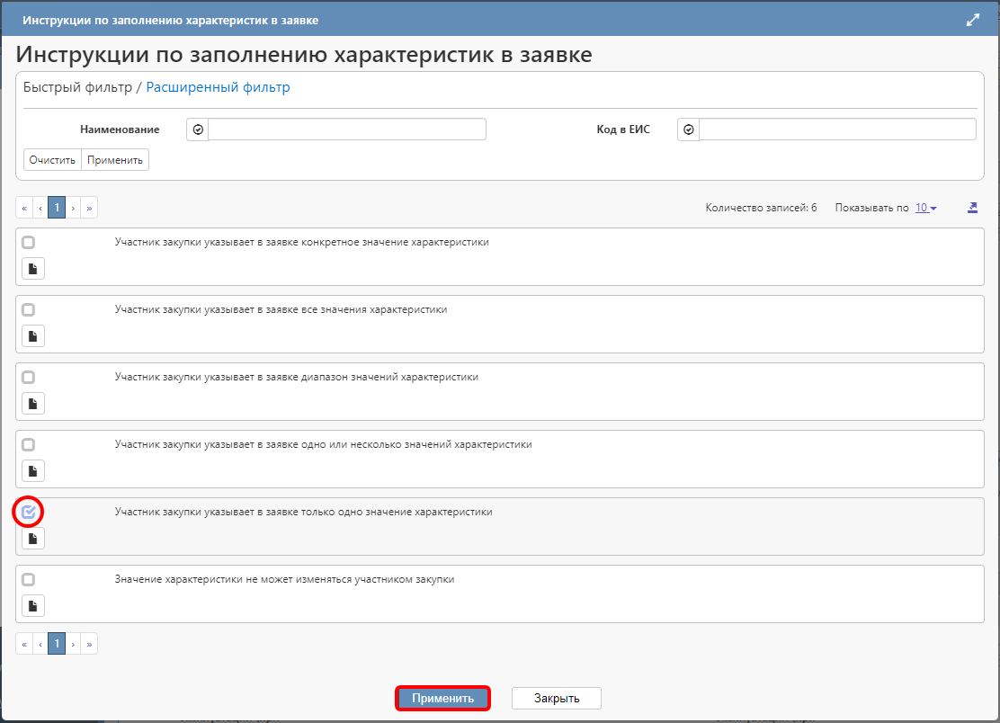 Инструкции по заполнению характеристик в заявке
Инструкции по заполнению характеристик в заявке
Быстрый фильтр / Расширенный фильтр
Наименование Код в ЕИС
Очистить Применить
« ‹ 1 › » Количество записей: 6 Показывать по 10
Участник закупки указывает в заявке конкретное значение характеристики
Участник закупки указывает в заявке все значения характеристики
Участник закупки указывает в заявке диапазон значений характеристики
Участник закупки указывает в заявке одно или несколько значений характеристики
Участник закупки указывает в заявке только одно значение характеристики
Значение характеристики не может изменяться участником закупки
« ‹ 1 › »
Применить Закрыть